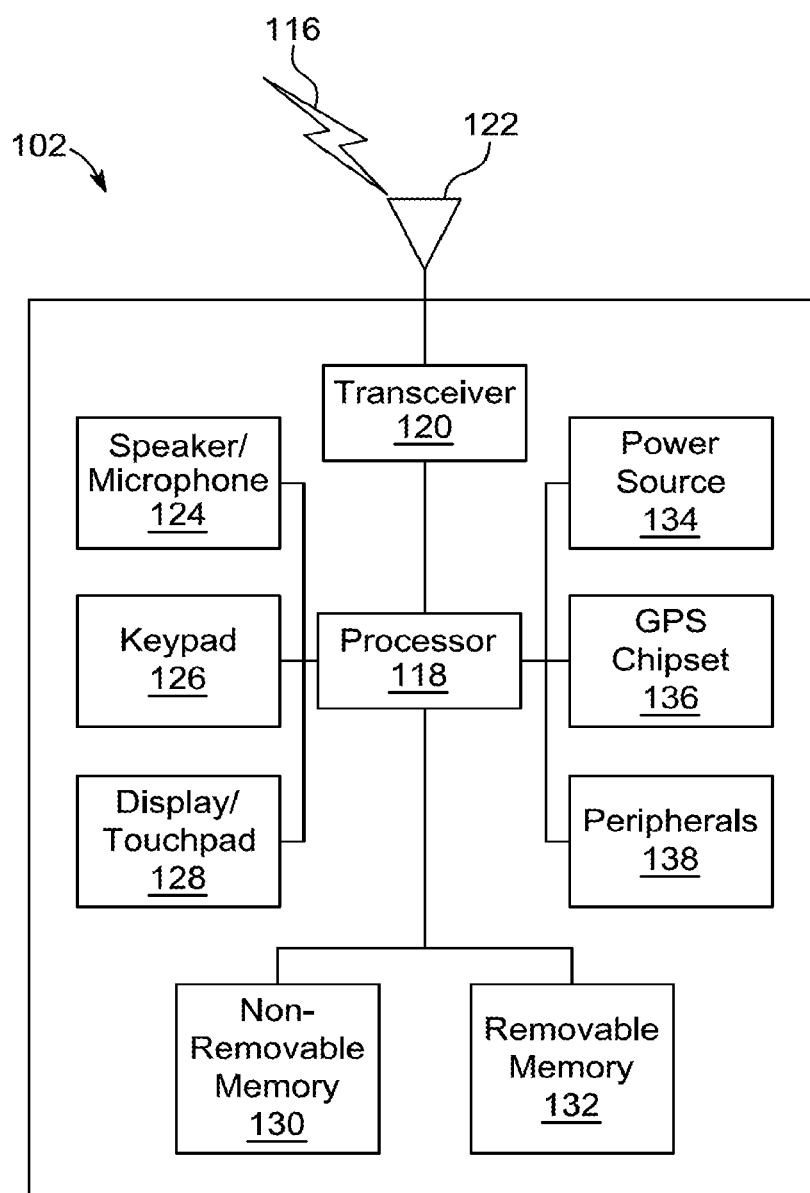 116
102
122
Transceiver
120
Speaker/
Microphone
124
Power
Source
134
Keypad
126
Processor
118
GPS
Chipset
136
Display/
Touchpad
128
Peripherals
138
Non-
Removable
Memory
130
Removable
Memory
132